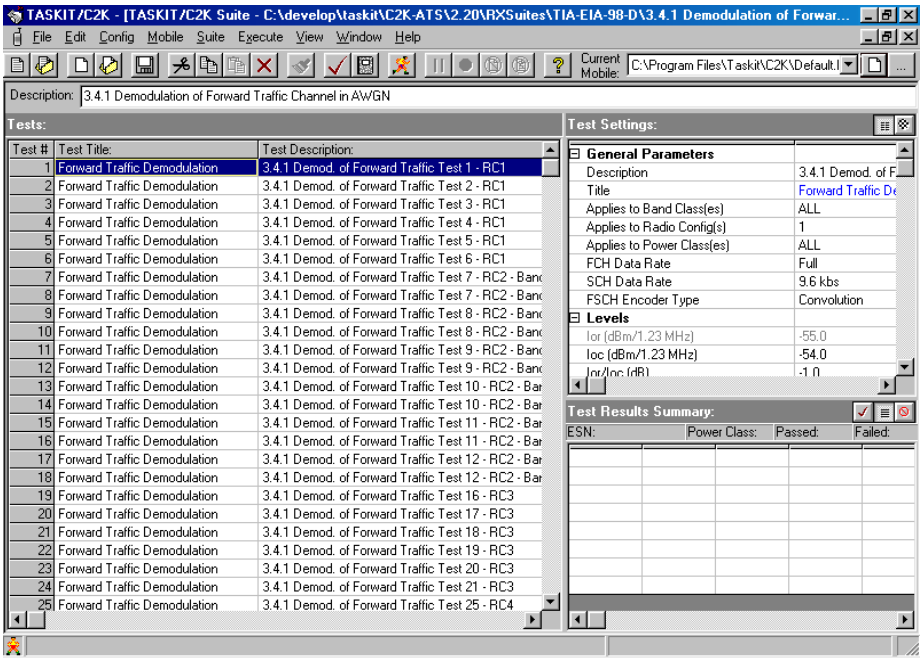 TASKIT/C2K - [TASKIT/C2K Suite - C:\develop\taskit\C2K-ATS\2.20\RXSuites\TIA-EIA-98-D\3.4.1 Demodulation of Forwar...
File Edit Config Mobile Suite Execute View Window Help
Current Mobile: C:\Program Files\Taskit\C2K\Default.I
...
Description: 3.4.1 Demodulation of Forward Traffic Channel in AWGN
Tests:
Test # Test Title: Test Description:
1 Forward Traffic Demodulation 3.4.1 Demod. of Forward Traffic Test 1 - RC1
2 Forward Traffic Demodulation 3.4.1 Demod. of Forward Traffic Test 2 - RC1
3 Forward Traffic Demodulation 3.4.1 Demod. of Forward Traffic Test 3 - RC1
4 Forward Traffic Demodulation 3.4.1 Demod. of Forward Traffic Test 4 - RC1
5 Forward Traffic Demodulation 3.4.1 Demod. of Forward Traffic Test 5 - RC1
6 Forward Traffic Demodulation 3.4.1 Demod. of Forward Traffic Test 6 - RC1
7 Forward Traffic Demodulation 3.4.1 Demod. of Forward Traffic Test 7 - RC2 - Band
8 Forward Traffic Demodulation 3.4.1 Demod. of Forward Traffic Test 7 - RC2 - Band
9 Forward Traffic Demodulation 3.4.1 Demod. of Forward Traffic Test 8 - RC2 - Band
10 Forward Traffic Demodulation 3.4.1 Demod. of Forward Traffic Test 8 - RC2 - Band
11 Forward Traffic Demodulation 3.4.1 Demod. of Forward Traffic Test 9 - RC2 - Band
12 Forward Traffic Demodulation 3.4.1 Demod. of Forward Traffic Test 9 - RC2 - Band
13 Forward Traffic Demodulation 3.4.1 Demod. of Forward Traffic Test 10 - RC2 - Bar
14 Forward Traffic Demodulation 3.4.1 Demod. of Forward Traffic Test 10 - RC2 - Bar
15 Forward Traffic Demodulation 3.4.1 Demod. of Forward Traffic Test 11 - RC2 - Bar
16 Forward Traffic Demodulation 3.4.1 Demod. of Forward Traffic Test 11 - RC2 - Bar
17 Forward Traffic Demodulation 3.4.1 Demod. of Forward Traffic Test 12 - RC2 - Bar
18 Forward Traffic Demodulation 3.4.1 Demod. of Forward Traffic Test 12 - RC2 - Bar
19 Forward Traffic Demodulation 3.4.1 Demod. of Forward Traffic Test 16 - RC3
20 Forward Traffic Demodulation 3.4.1 Demod. of Forward Traffic Test 17 - RC3
21 Forward Traffic Demodulation 3.4.1 Demod. of Forward Traffic Test 18 - RC3
22 Forward Traffic Demodulation 3.4.1 Demod. of Forward Traffic Test 19 - RC3
23 Forward Traffic Demodulation 3.4.1 Demod. of Forward Traffic Test 20 - RC3
24 Forward Traffic Demodulation 3.4.1 Demod. of Forward Traffic Test 21 - RC3
25 Forward Traffic Demodulation 3.4.1 Demod. of Forward Traffic Test 25 - RC4
Test Settings:
General Parameters
Description 3.4.1 Demod. of F
Title Forward Traffic De
Applies to Band Class(es) ALL
Applies to Radio Config(s) 1
Applies to Power Class(es) ALL
FCH Data Rate Full
SCH Data Rate 9.6 kbs
FSCH Encoder Type Convolution
Levels
Ior (dBm/1.23 MHz) -55.0
Ioc (dBm/1.23 MHz) -54.0
Ior/Ioc (dB) -1.0
Test Results Summary:
ESN: Power Class: Passed: Failed: